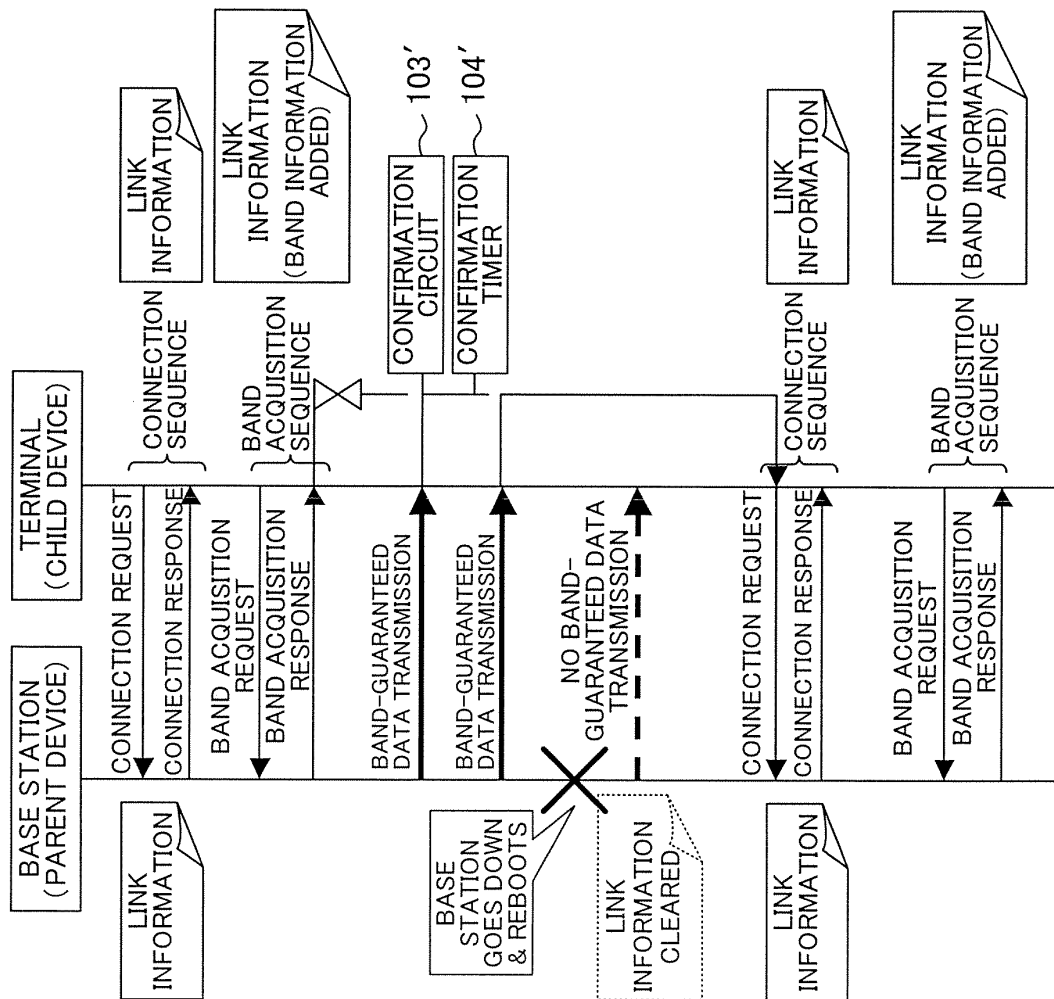 BASE STATION
(PARENT DEVICE)
TERMINAL
(CHILD DEVICE)
LINK
INFORMATION
CONNECTION REQUEST
CONNECTION RESPONSE
CONNECTION
SEQUENCE
LINK
INFORMATION
BAND ACQUISITION
REQUEST
BAND ACQUISITION
RESPONSE
BAND
ACQUISITION
SEQUENCE
LINK
INFORMATION
(BAND INFORMATION
ADDED)
BAND-GUARANTEED
DATA TRANSMISSION
CONFIRMATION
CIRCUIT
103′
BAND-GUARANTEED
DATA TRANSMISSION
CONFIRMATION
TIMER
104′
BASE
STATION
GOES DOWN
& REBOOTS
NO BAND-
GUARANTEED DATA
TRANSMISSION
LINK
INFORMATION
CLEARED
LINK
INFORMATION
CONNECTION REQUEST
CONNECTION RESPONSE
CONNECTION
SEQUENCE
LINK
INFORMATION
BAND ACQUISITION
REQUEST
BAND ACQUISITION
RESPONSE
BAND
ACQUISITION
SEQUENCE
LINK
INFORMATION
(BAND INFORMATION
ADDED)